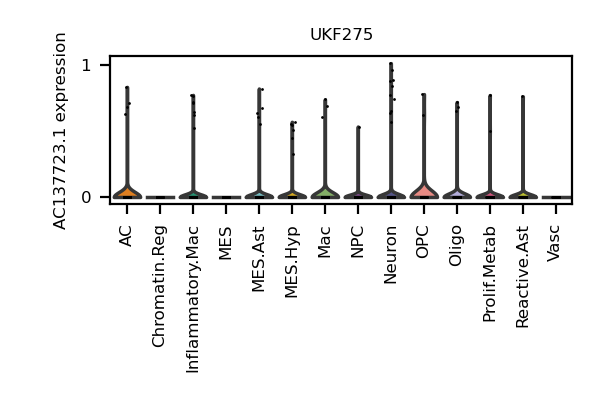 UKF275
AC137723.1 expression
1
0
AC
Chromatin.Reg
Inflammatory.Mac
MES
MES.Ast
MES.Hyp
Mac
NPC
Neuron
OPC
Oligo
Prolif.Metab
Reactive.Ast
Vasc